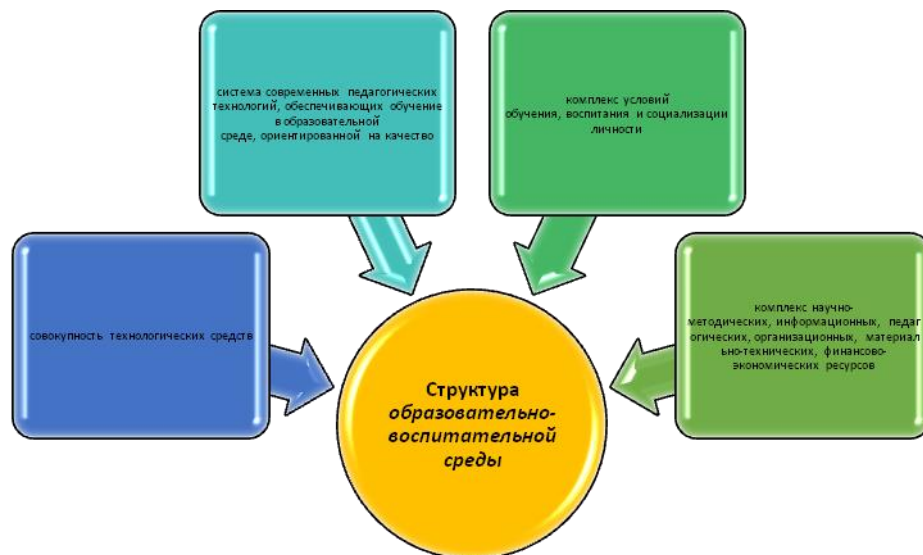 система современных педагогических
технологий, обеспечивающих обучение
в образовательной
среде, ориентированной на качество
комплекс условий
обучения, воспитания и социализации
личности
совокупность технологических средств
комплекс научно-
методических, информационных, педаг
огических, организационных, материал
ьно-технических, финансово-
экономических ресурсов
Структура
образовательно-
воспитательной
среды